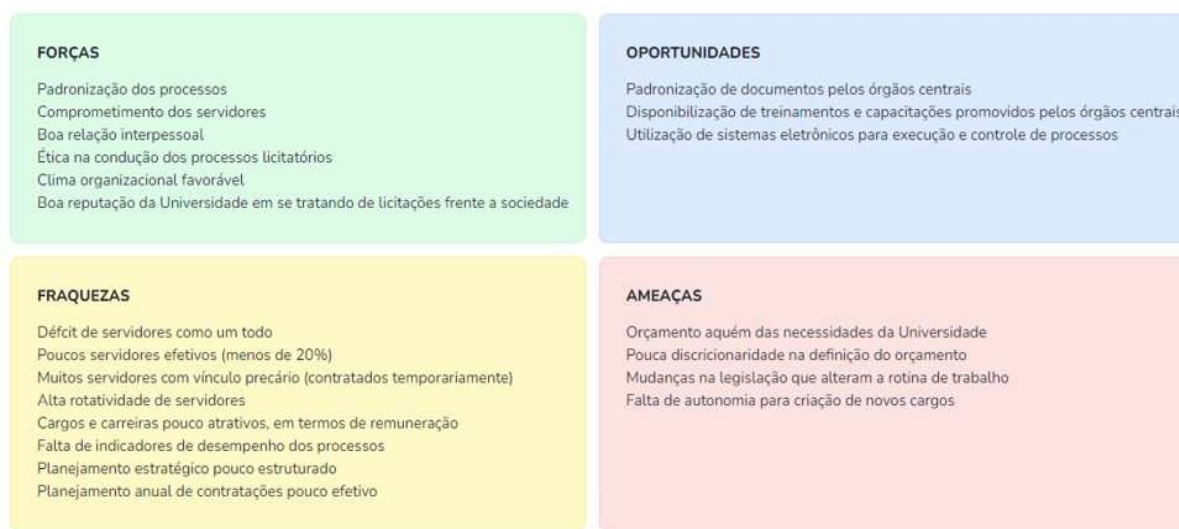 FORÇAS
Padronização dos processos
Comprometimento dos servidores
Boa relação interpessoal
Ética na condução dos processos licitatórios
Clima organizacional favorável
Boa reputação da Universidade em se tratando de licitações frente a sociedade
OPORTUNIDADES
Padronização de documentos pelos órgãos centrais
Disponibilização de treinamentos e capacitações promovidos pelos órgãos centrais
Utilização de sistemas eletrônicos para execução e controle de processos
FRAQUEZAS
Défcit de servidores como um todo
Poucos servidores efetivos (menos de 20%)
Muitos servidores com vínculo precário (contratados temporariamente)
Alta rotatividade de servidores
Cargos e carreiras pouco atrativos, em termos de remuneração
Falta de indicadores de desempenho dos processos
Planejamento estratégico pouco estruturado
Planejamento anual de contratações pouco efetivo
AMEAÇAS
Orçamento aquém das necessidades da Universidade
Pouca discricionaridade na definição do orçamento
Mudanças na legislação que alteram a rotina de trabalho
Falta de autonomia para criação de novos cargos